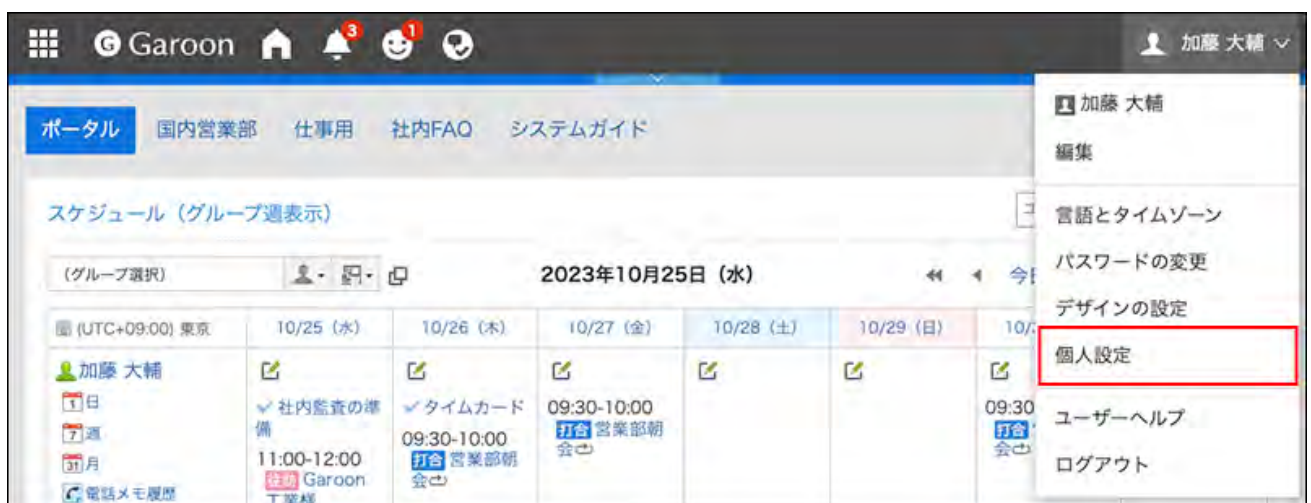 Garoon 3 1 加藤 大輔
加藤 大輔
ポータル 国内営業部 仕事用 社内FAQ システムガイド
編集
スケジュール（グループ週表示）
言語とタイムゾーン
(グループ選択) 2023年10月25日（水） 今
パスワードの変更
デザインの設定
(UTC+09:00) 東京 10/25（水） 10/26（木） 10/27（金） 10/28（土） 10/29（日） 10/
個人設定
加藤 大輔
1 日 社内監査の準 タイムカード 09:30-10:00 09:30
7 週 備 09:30-10:00 打合 営業部朝 打合
ユーザーヘルプ
31 月 11:00-12:00 打合 営業部朝 会 会
往訪 Garoon 会
ログアウト
電話メモ履歴 工業様